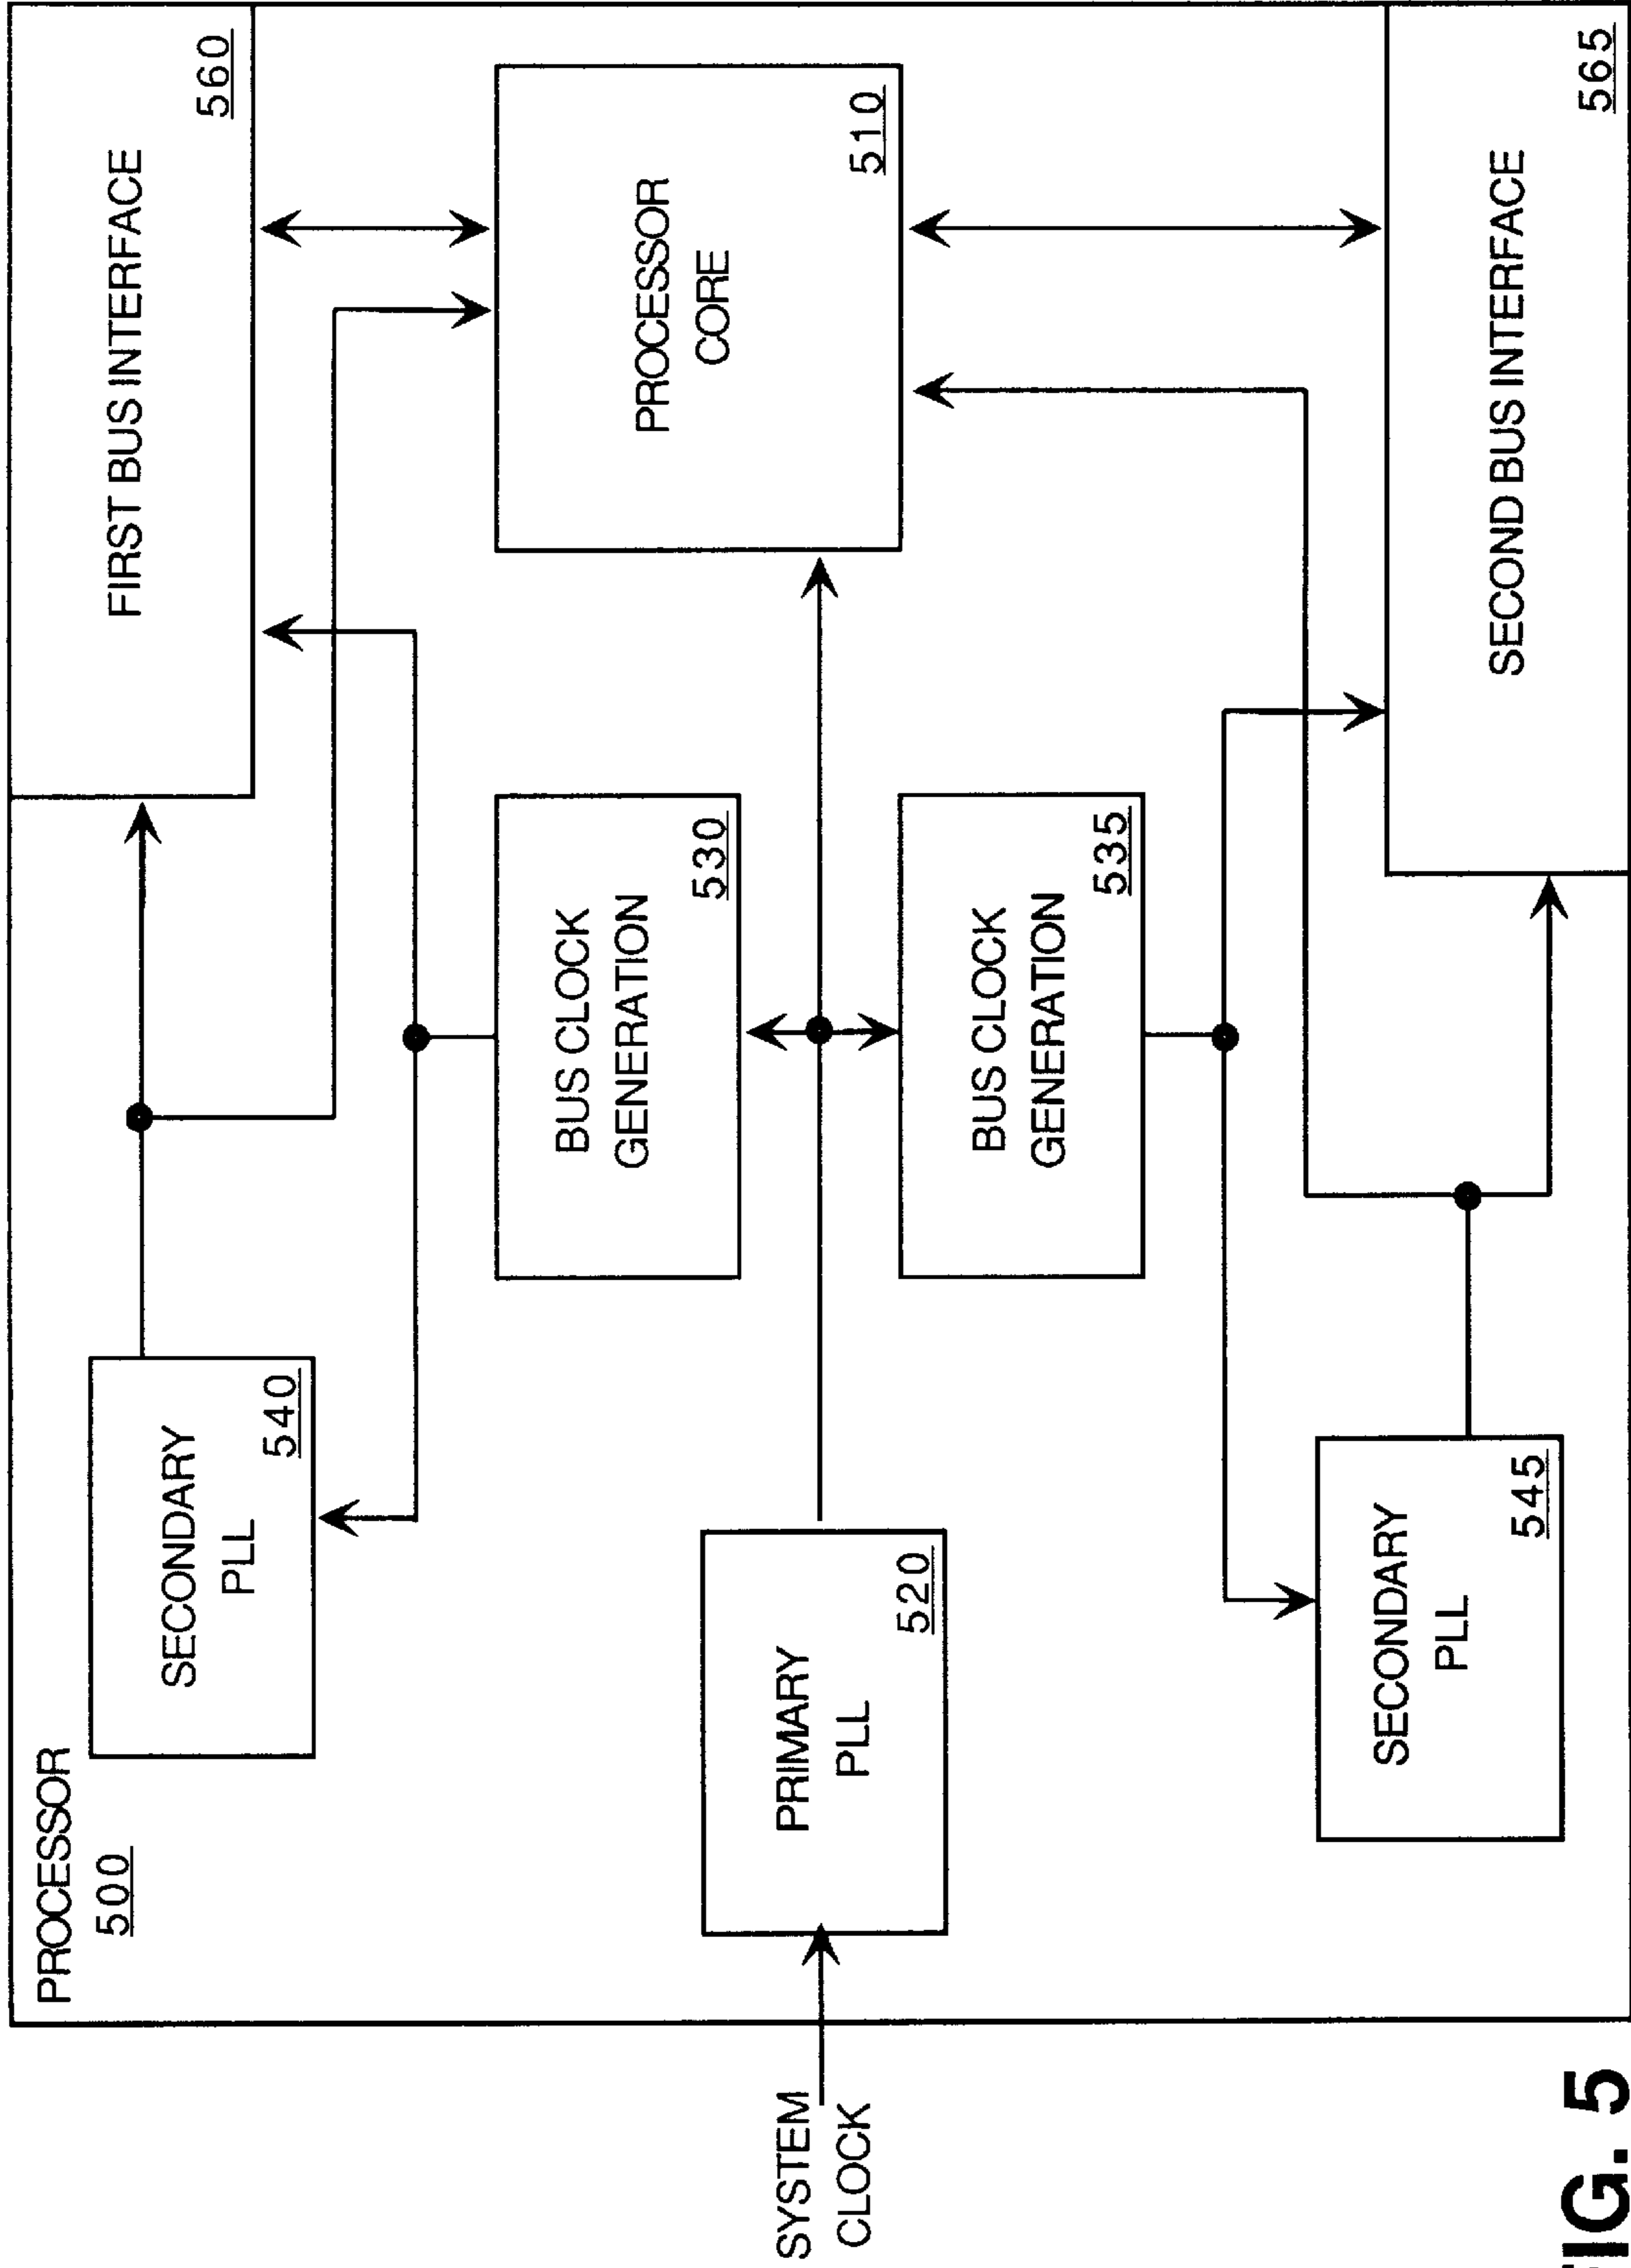 PROCESSOR
500
SECONDARY
PLL
540
FIRST BUS INTERFACE
560
SYSTEM
CLOCK
PRIMARY
PLL
520
BUS CLOCK
GENERATION
530
BUS CLOCK
GENERATION
535
PROCESSOR
CORE
510
SECONDARY
PLL
545
SECOND BUS INTERFACE
565
FIG. 5